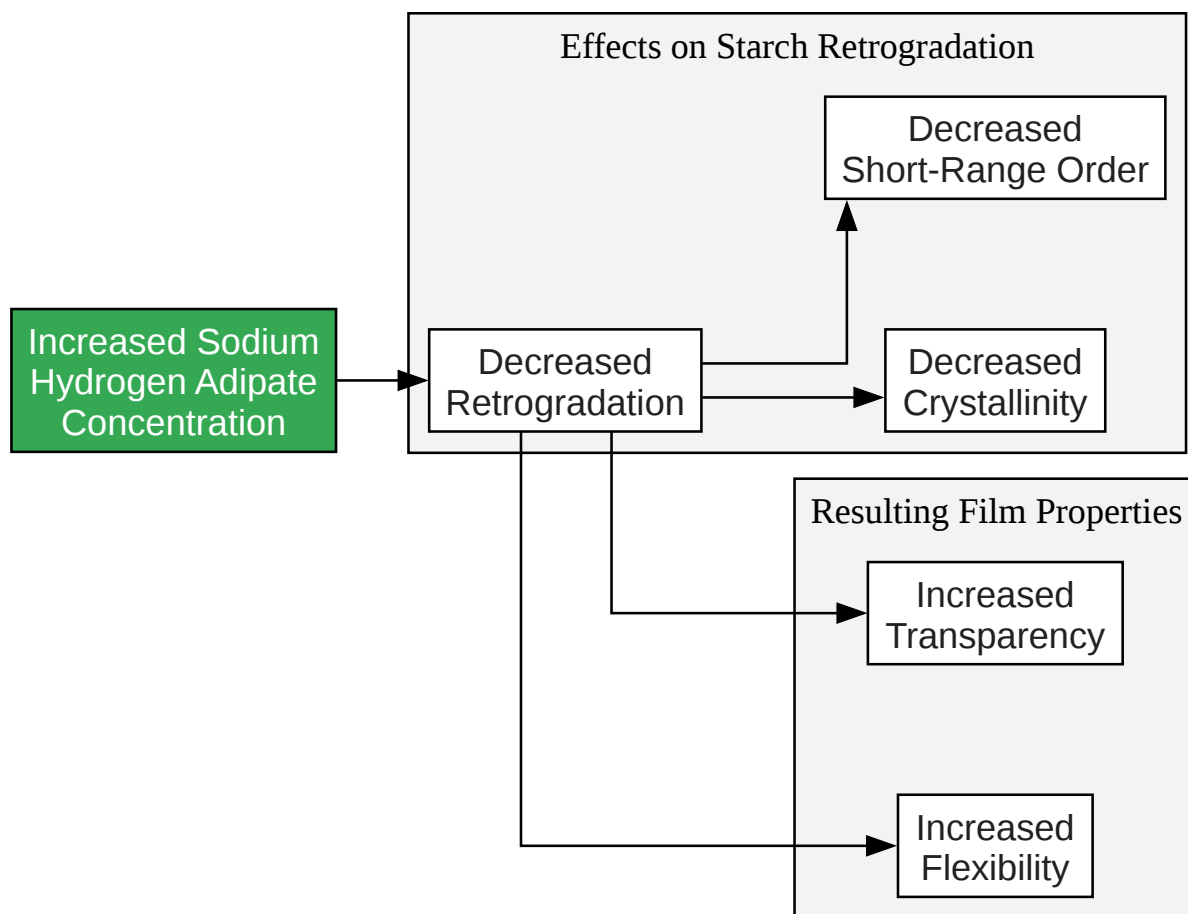 Effects on Starch Retrogradation
Decreased
Short-Range Order
Increased Sodium
Hydrogen Adipate
Concentration
Decreased
Retrogradation
Decreased
Crystallinity
Resulting Film Properties
Increased
Transparency
Increased
Flexibility